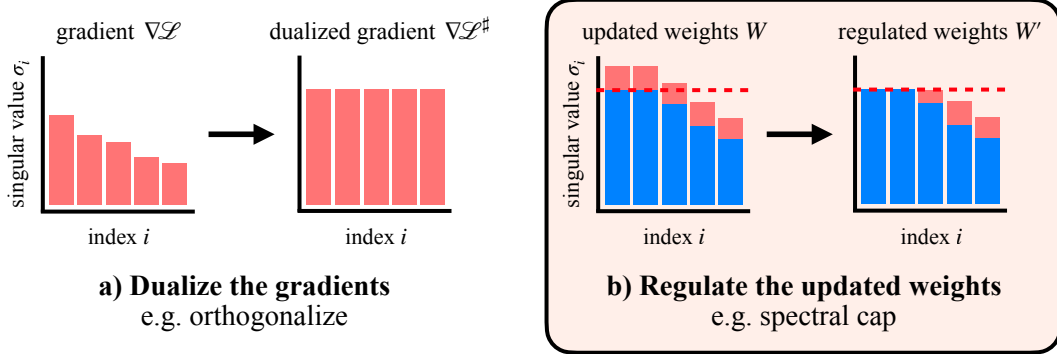 gradient ∇ℒ
dualized gradient ∇ℒ♯
singular value σᵢ
index i
index i
a) Dualize the gradients
e.g. orthogonalize
updated weights W
regulated weights W′
singular value σᵢ
index i
index i
b) Regulate the updated weights
e.g. spectral cap